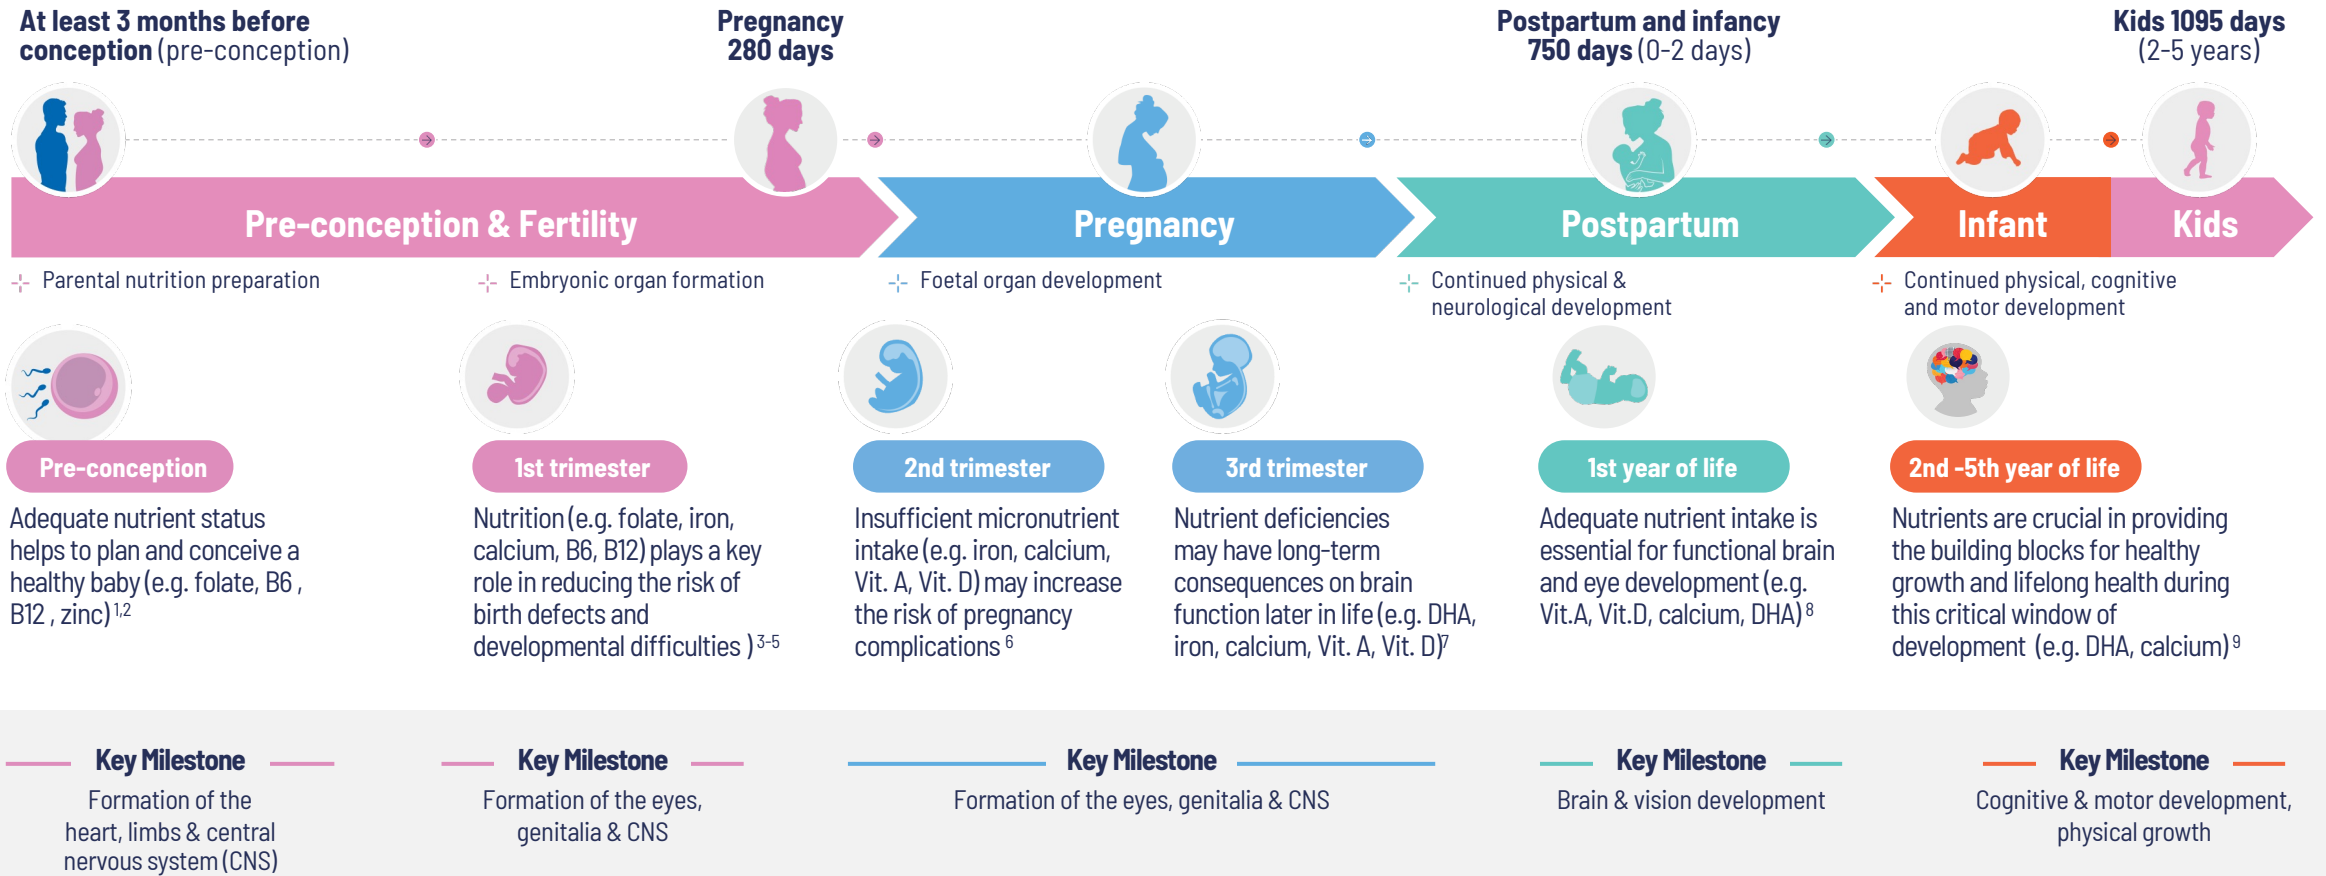 At least 3 months before
conception (pre-conception)
Pregnancy
280 days
Postpartum and infancy
750 days (0-2 days)
Kids 1095 days
(2-5 years)
Pre-conception & Fertility
Pregnancy
Postpartum
Infant
Kids
Parental nutrition preparation
Embryonic organ formation
Foetal organ development
Continued physical &
neurological development
Continued physical, cognitive
and motor development
Pre-conception
Adequate nutrient status
helps to plan and conceive a
healthy baby (e.g. folate, B6 ,
B12 , zinc) 1,2
1st trimester
Nutrition (e.g. folate, iron,
calcium, B6, B12) plays a key
role in reducing the risk of
birth defects and
developmental difficulties ) 3-5
2nd trimester
Insufficient micronutrient
intake (e.g. iron, calcium,
Vit. A, Vit. D) may increase
the risk of pregnancy
complications 6
3rd trimester
Nutrient deficiencies
may have long-term
consequences on brain
function later in life (e.g. DHA,
iron, calcium, Vit. A, Vit. D)7
1st year of life
Adequate nutrient intake is
essential for functional brain
and eye development (e.g.
Vit.A, Vit.D, calcium, DHA) 8
2nd -5th year of life
Nutrients are crucial in providing
the building blocks for healthy
growth and lifelong health during
this critical window of
development (e.g. DHA, calcium) 9
Key Milestone
Formation of the
heart, limbs & central
nervous system (CNS)
Key Milestone
Formation of the eyes,
genitalia & CNS
Key Milestone
Formation of the eyes, genitalia & CNS
Key Milestone
Brain & vision development
Key Milestone
Cognitive & motor development,
physical growth